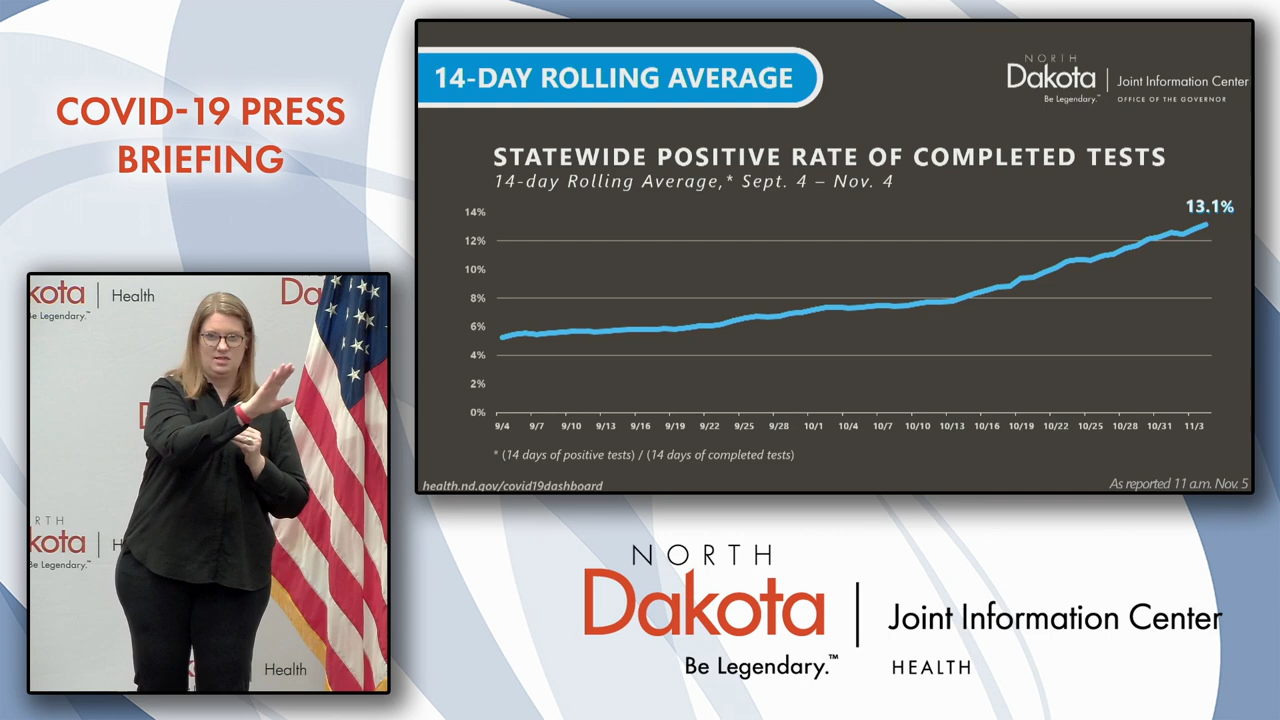 COVID-19 PRESS
BRIEFING
14-DAY ROLLING AVERAGE
NORTH
Dakota | Joint Information Center
Be Legendary.™ OFFICE OF THE GOVERNOR
STATEWIDE POSITIVE RATE OF COMPLETED TESTS
14-day Rolling Average,* Sept. 4 – Nov. 4
13.1%
14%
12%
10%
8%
6%
4%
2%
0%
9/4 9/7 9/10 9/13 9/16 9/19 9/22 9/25 9/28 10/1 10/4 10/7 10/10 10/13 10/16 10/19 10/22 10/25 10/28 10/31 11/3
* (14 days of positive tests) / (14 days of completed tests)
health.nd.gov/covid19dashboard
As reported 11 a.m. Nov. 5
kota | Health
Be Legendary.™
Da
RTH
kota | H
Be Legendary.™
Health
NORTH
Dakota | Joint Information Center
Be Legendary.™ HEALTH